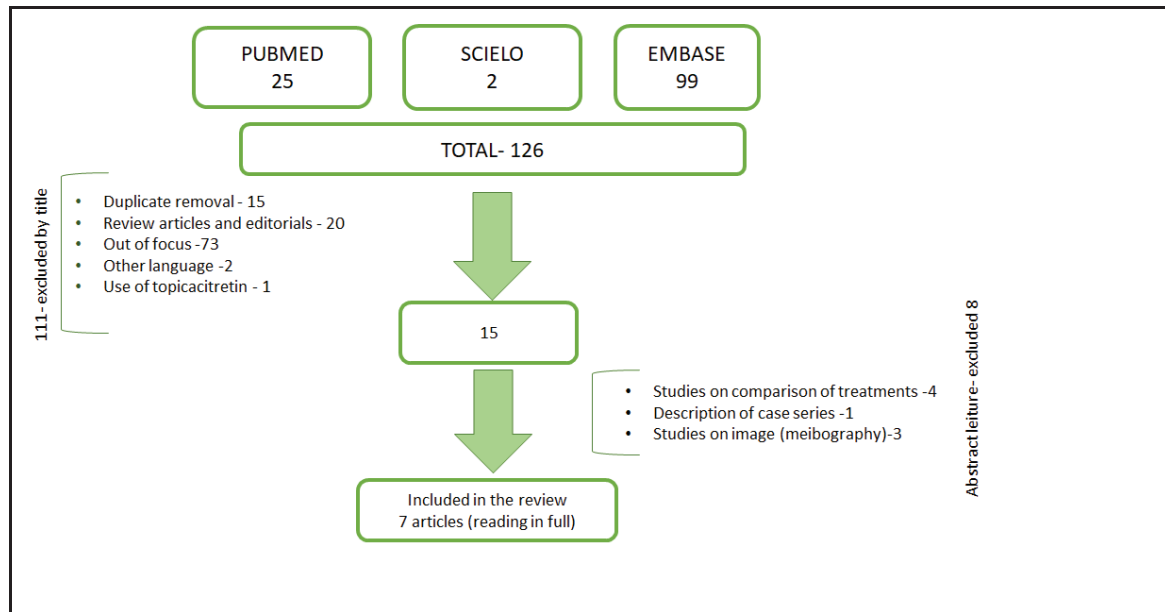 PUBMED
25
SCIELO
2
EMBASE
99
TOTAL- 126
111- excluded by title
• Duplicate removal - 15
• Review articles and editorials - 20
• Out of focus -73
• Other language -2
• Use of topicacitretin - 1
15
• Studies on comparison of treatments -4
• Description of case series -1
• Studies on image (meibography)-3
Abstract leiture- excluded 8
Included in the review
7 articles (reading in full)